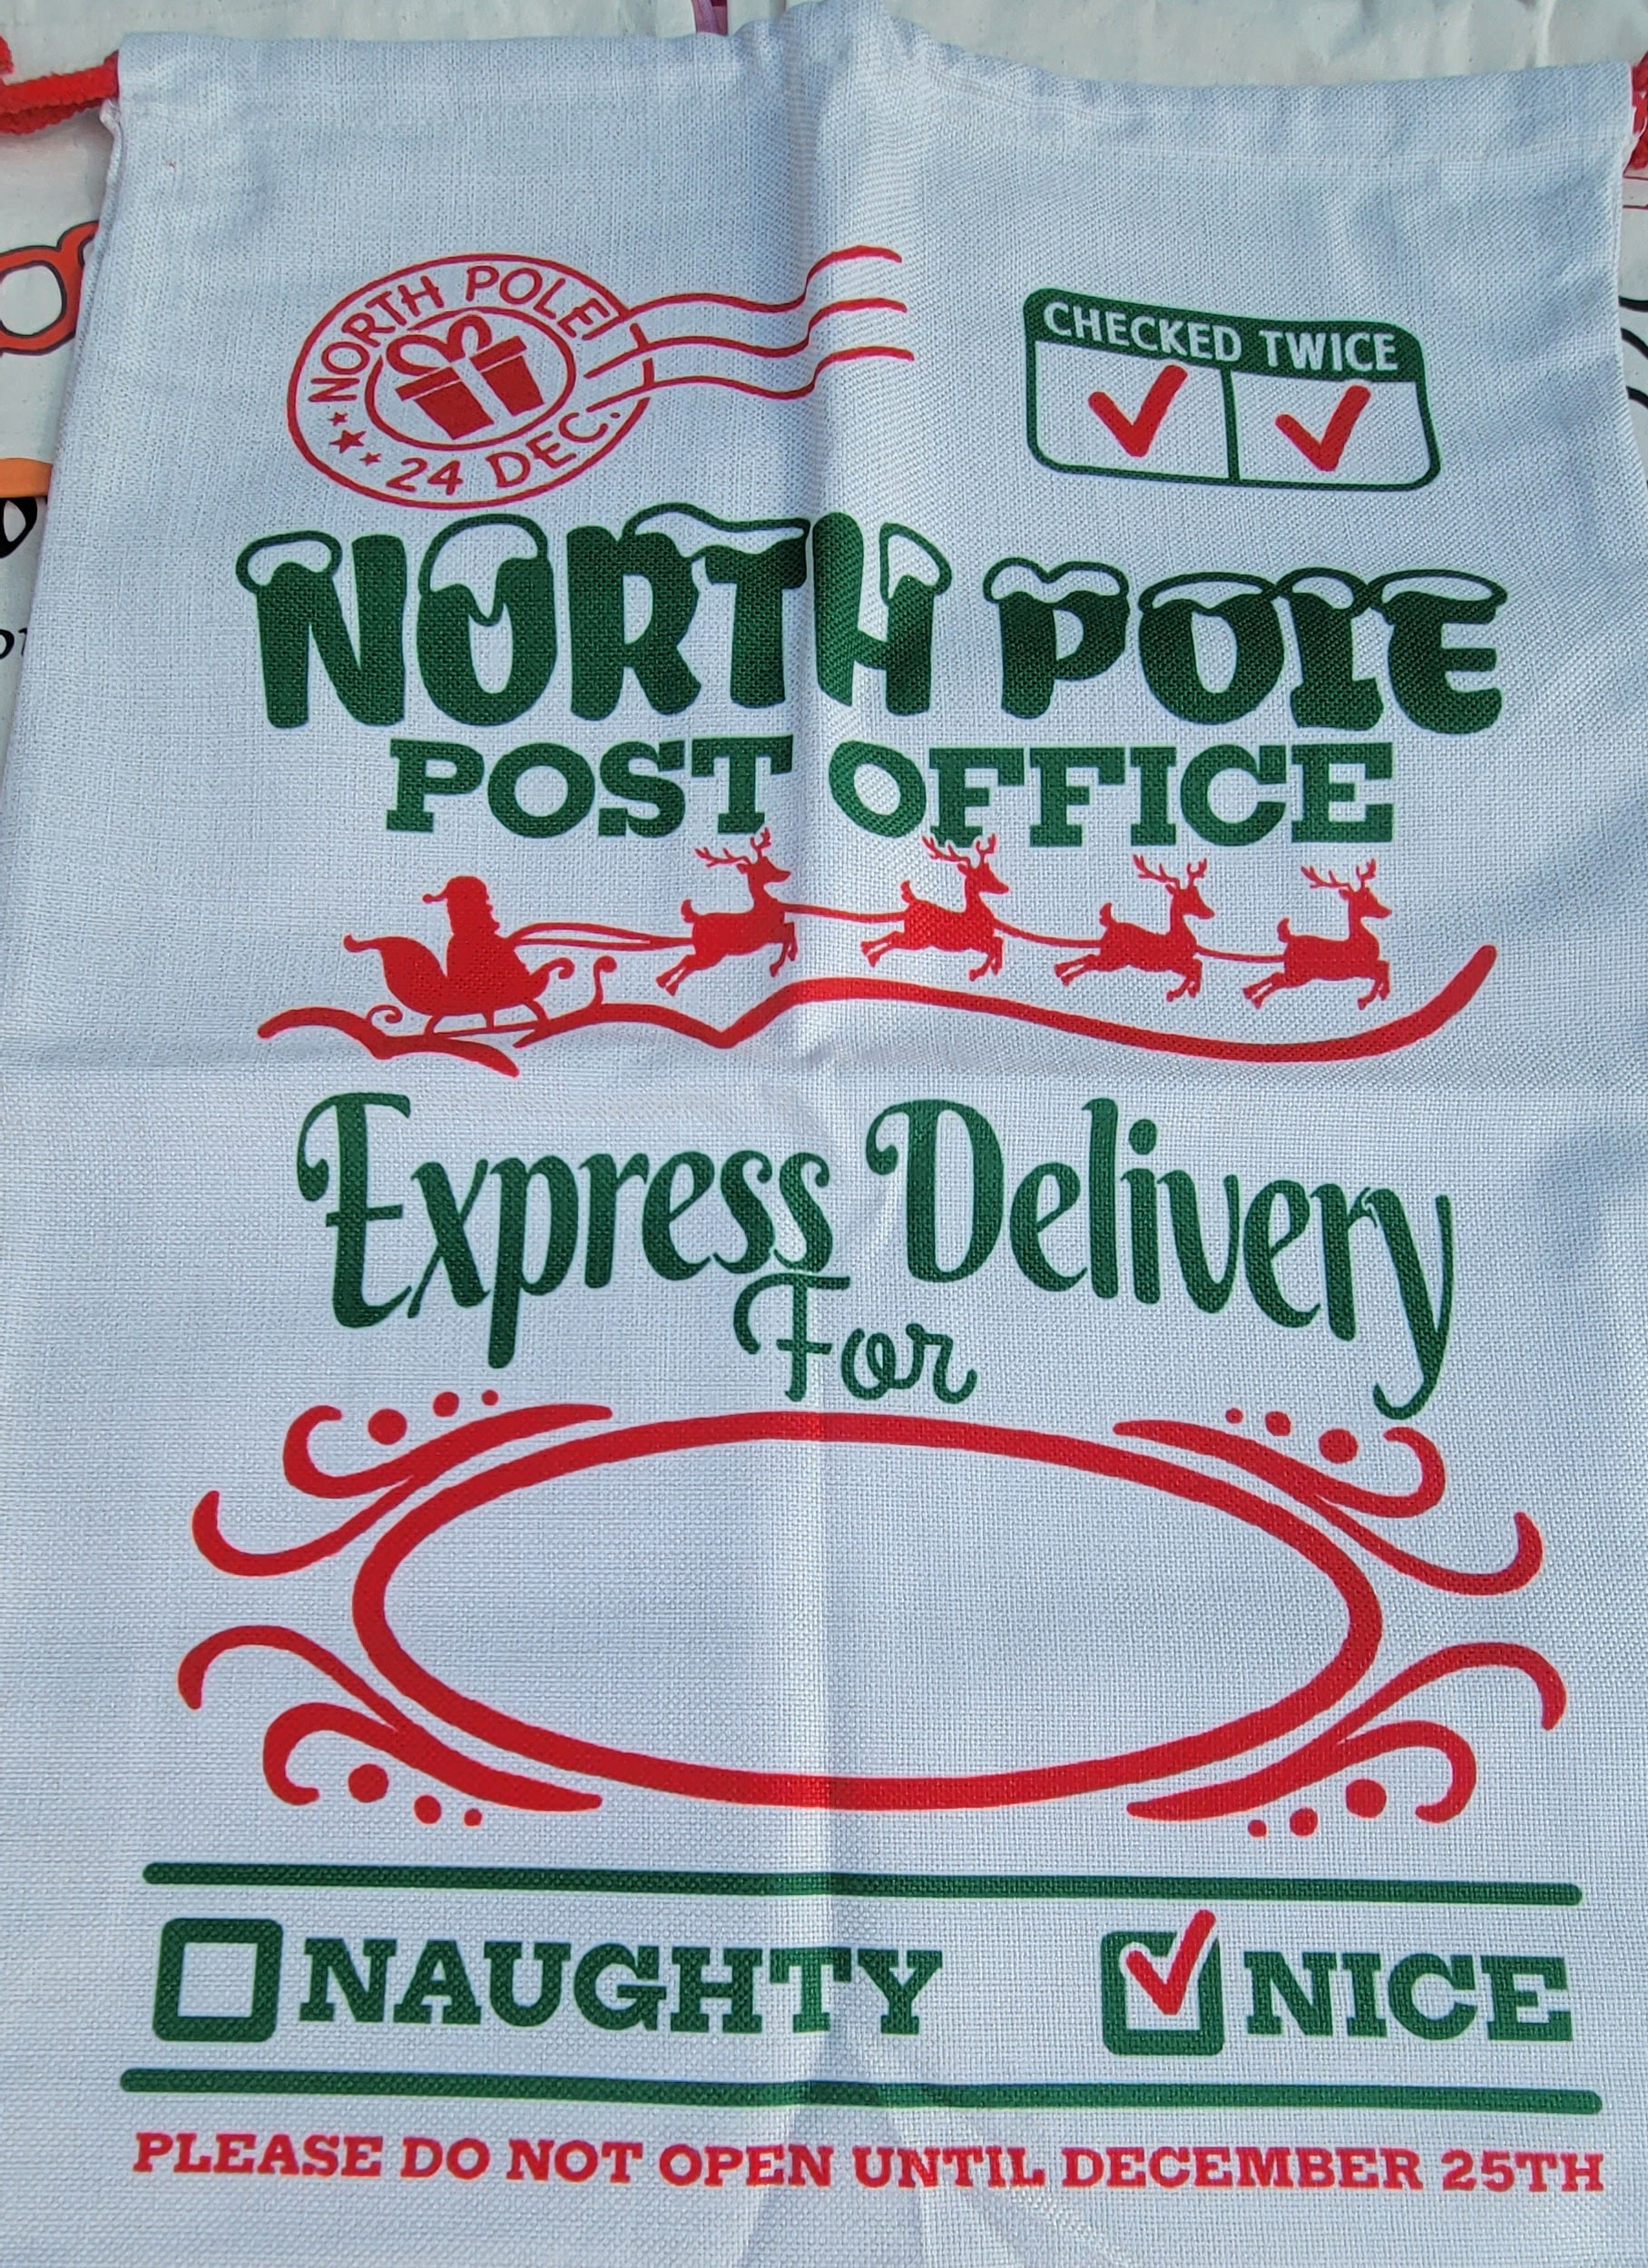 NORTH POLE
24 DEC.
CHECKED TWICE
NORTH POLE
POST OFFICE
Express Delivery
For
NAUGHTY NICE
PLEASE DO NOT OPEN UNTIL DECEMBER 25TH